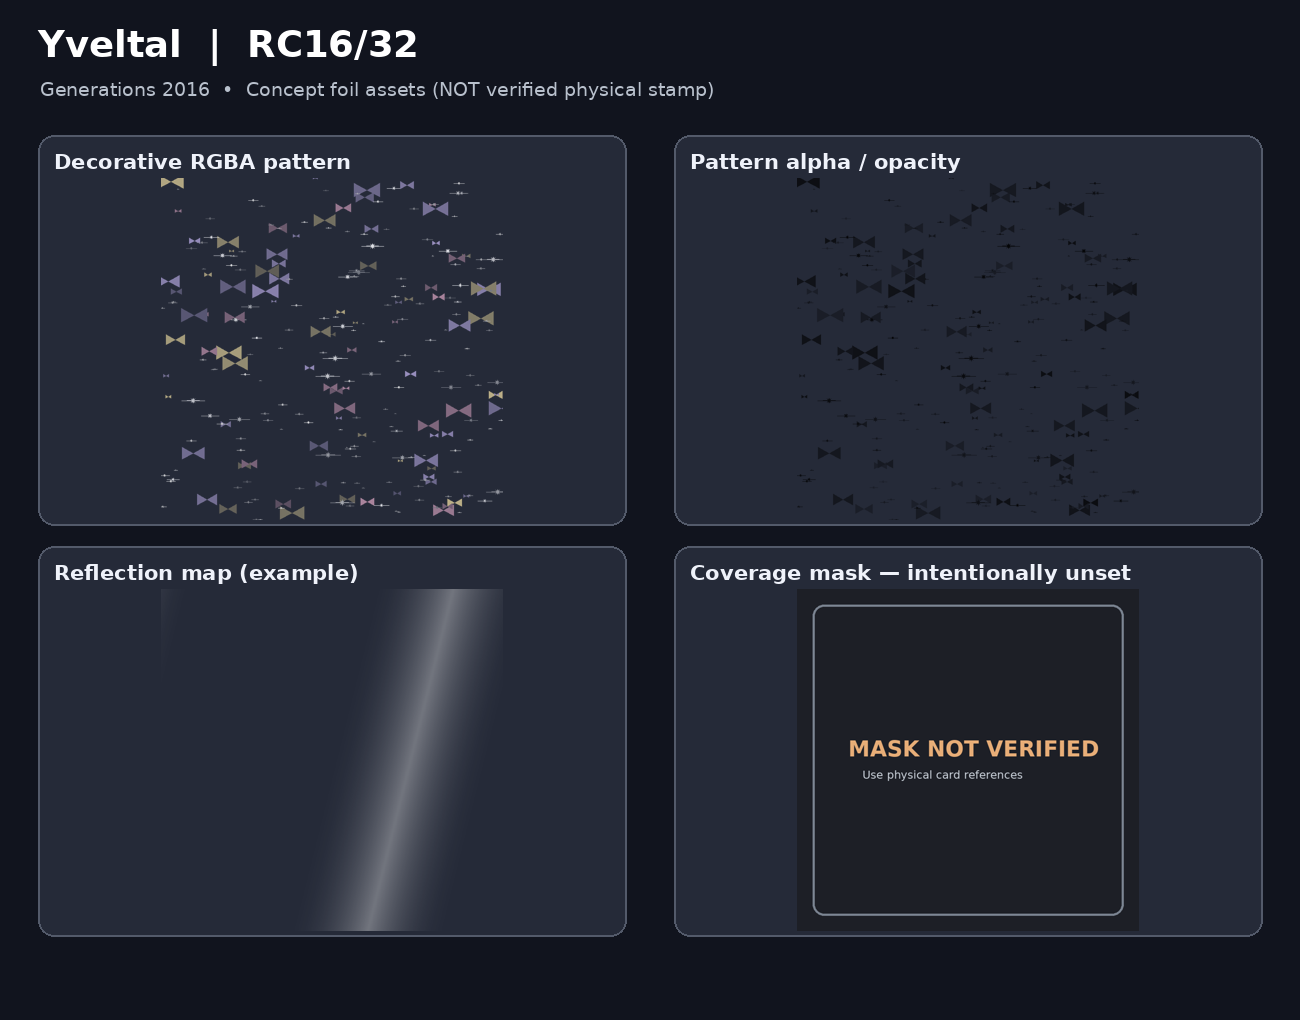 Yveltal | RC16/32
Generations 2016 • Concept foil assets (NOT verified physical stamp)
Decorative RGBA pattern
Pattern alpha / opacity
Reflection map (example)
Coverage mask — intentionally unset
MASK NOT VERIFIED
Use physical card references